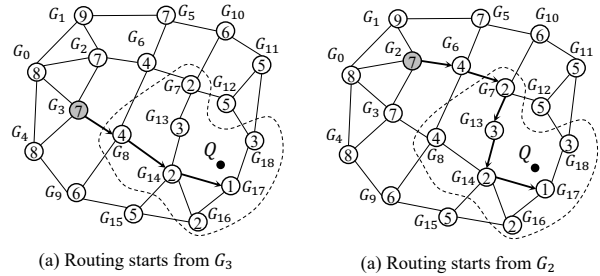 G₁ 9 7 G₅ G₁₀
G₀ G₂ G₆ 6 G₁₁
8 7 4 G₇ 2 G₁₂ 5
G₃ 7 G₁₃ 5
G₄ 4 3 3
8 G₈ Q G₁₈
G₁₄ 2 1 G₁₇
G₉ 6 G₁₅ 5 2 G₁₆
(a) Routing starts from G₃
G₁ 9 7 G₅ G₁₀
G₀ G₂ 7 G₆ 6 G₁₁
8 4 G₇ 2 G₁₂ 5
G₃ 7 G₁₃ 5
G₄ 4 3 3
8 G₈ Q G₁₈
G₁₄ 2 1 G₁₇
G₉ 6 G₁₅ 5 2 G₁₆
(a) Routing starts from G₂